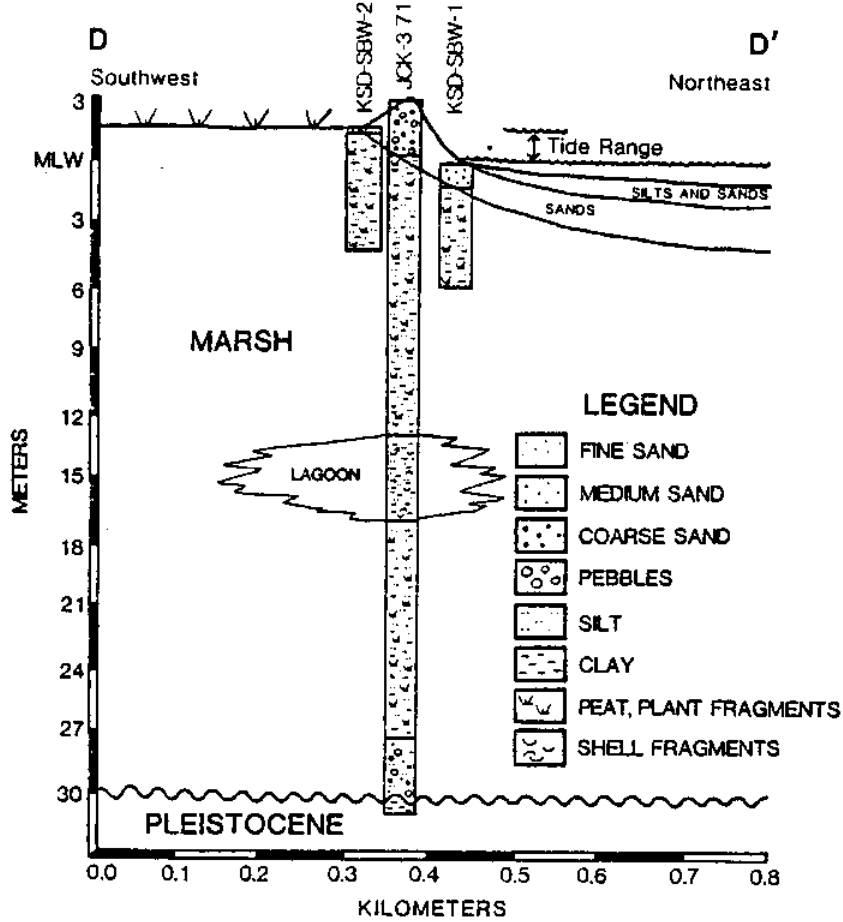 D
D'
KSD-SBW-2
JCK-3 71
KSD-SBW-1
Southwest
Northeast
3
MLW
3
6
9
12
15
18
21
24
27
30
METERS
Tide Range
SILTS AND SANDS
SANDS
MARSH
LAGOON
LEGEND
FINE SAND
MEDIUM SAND
COARSE SAND
PEBBLES
SILT
CLAY
PEAT, PLANT FRAGMENTS
SHELL FRAGMENTS
PLEISTOCENE
0.0 0.1 0.2 0.3 0.4 0.5 0.6 0.7 0.8
KILOMETERS